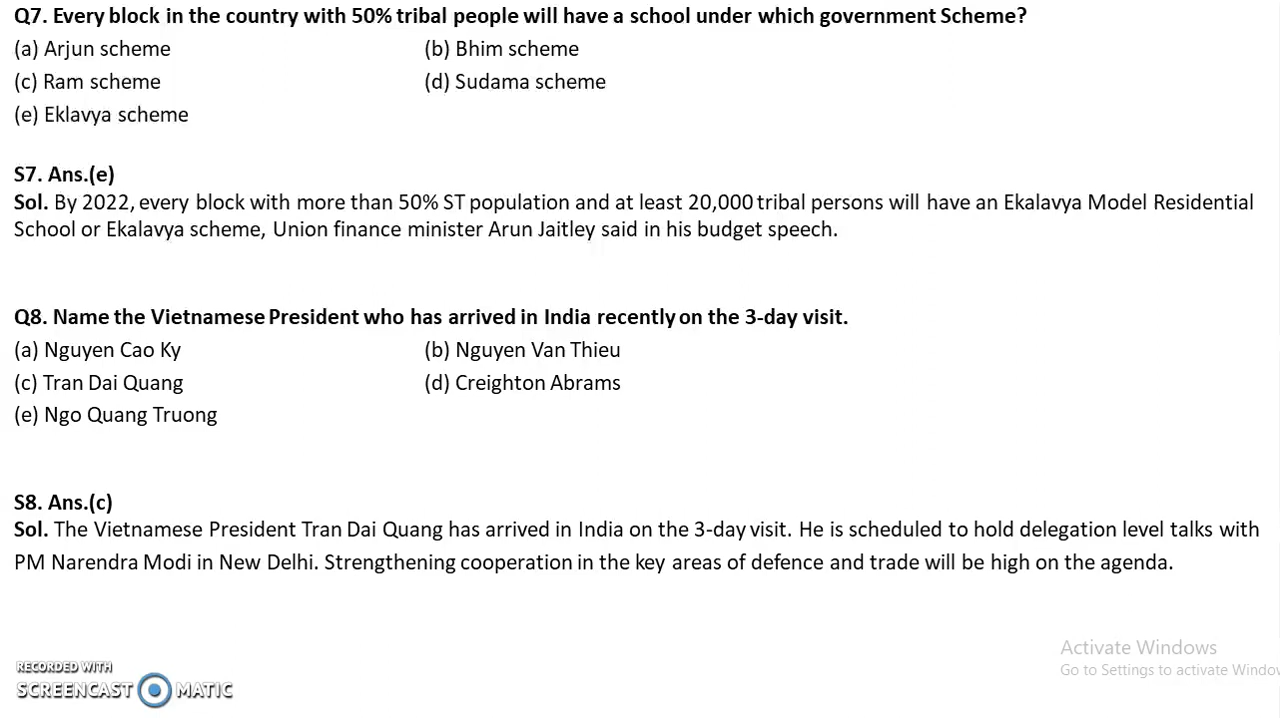 Q7. Every block in the country with 50% tribal people will have a school under which government Scheme?
(a) Arjun scheme (b) Bhim scheme
(c) Ram scheme (d) Sudama scheme
(e) Eklavya scheme
S7. Ans.(e)
Sol. By 2022, every block with more than 50% ST population and at least 20,000 tribal persons will have an Ekalavya Model Residential
School or Ekalavya scheme, Union finance minister Arun Jaitley said in his budget speech.
Q8. Name the Vietnamese President who has arrived in India recently on the 3-day visit.
(a) Nguyen Cao Ky (b) Nguyen Van Thieu
(c) Tran Dai Quang (d) Creighton Abrams
(e) Ngo Quang Truong
S8. Ans.(c)
Sol. The Vietnamese President Tran Dai Quang has arrived in India on the 3-day visit. He is scheduled to hold delegation level talks with
PM Narendra Modi in New Delhi. Strengthening cooperation in the key areas of defence and trade will be high on the agenda.
Activate Windows
Go to Settings to activate Windo
RECORDED WITH
SCREENCAST MATIC